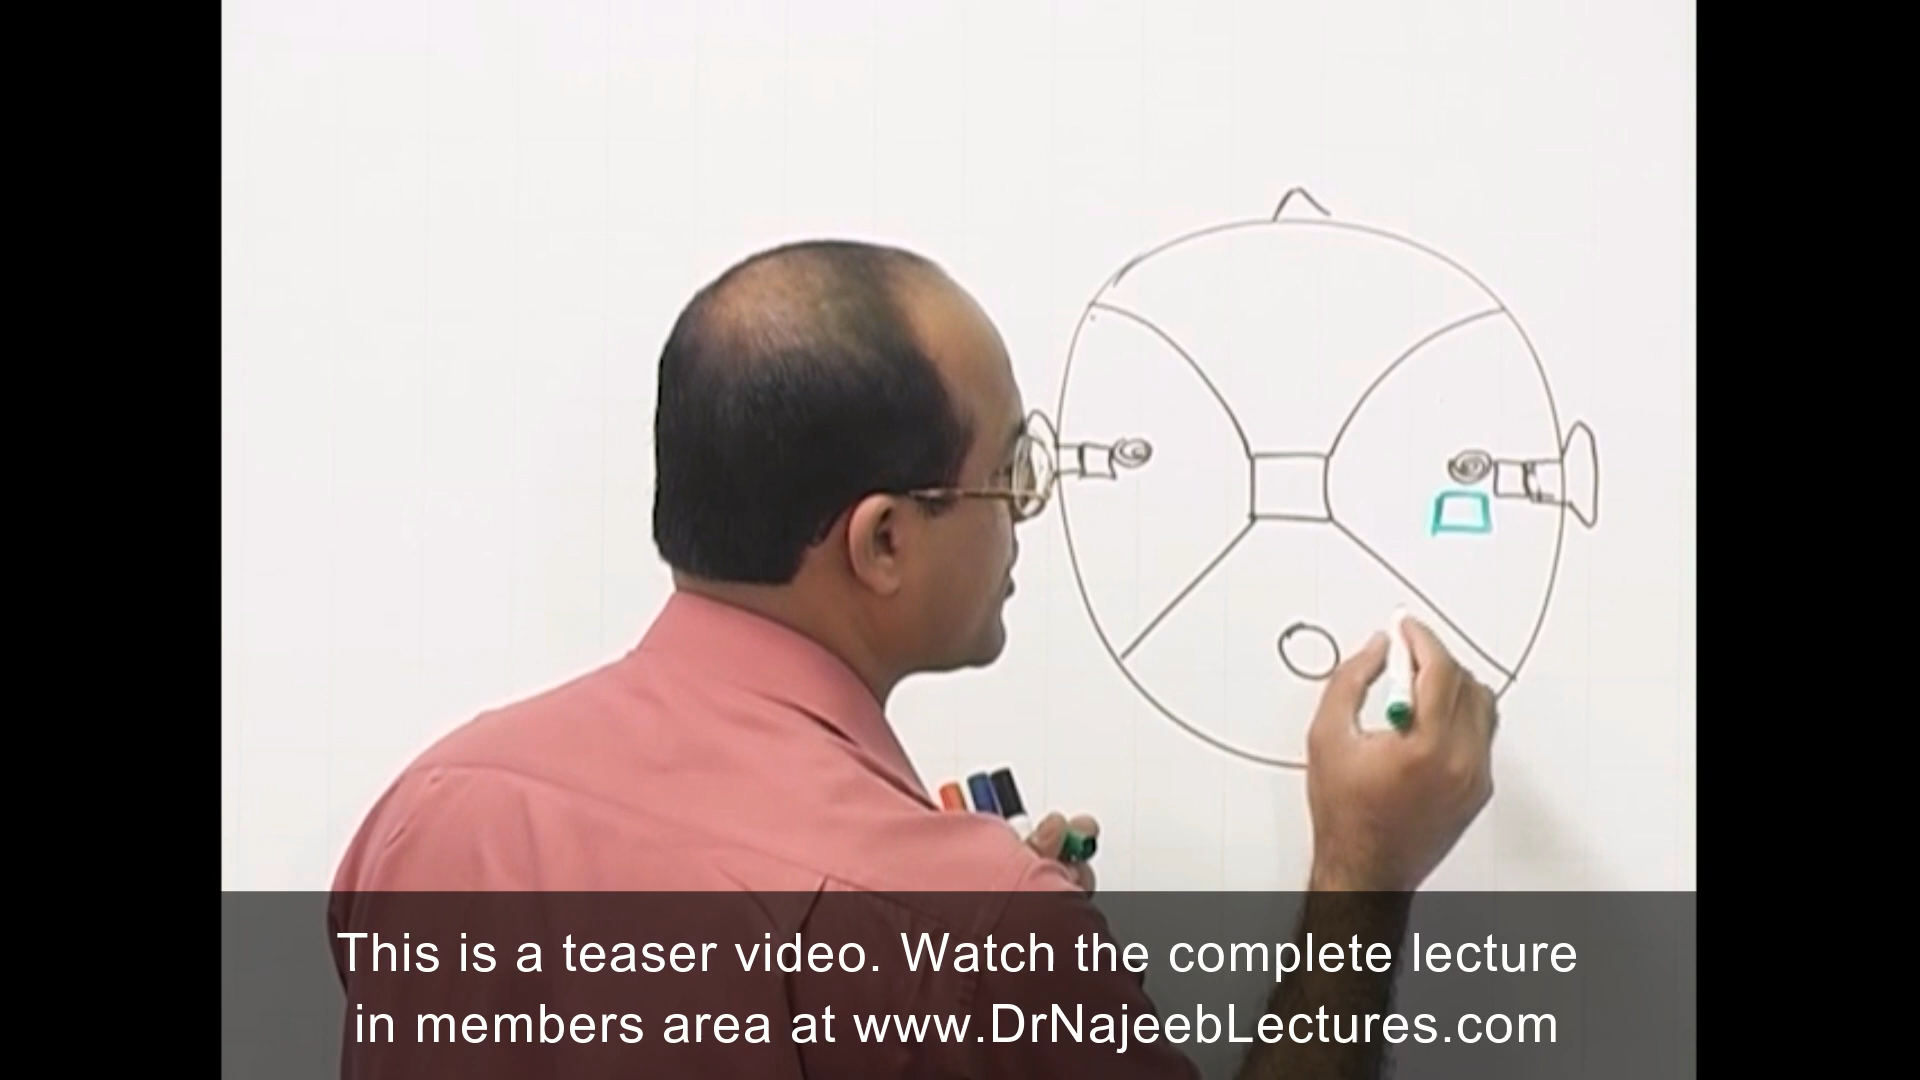 This is a teaser video. Watch the complete lecture
in members area at www.DrNajeebLectures.com